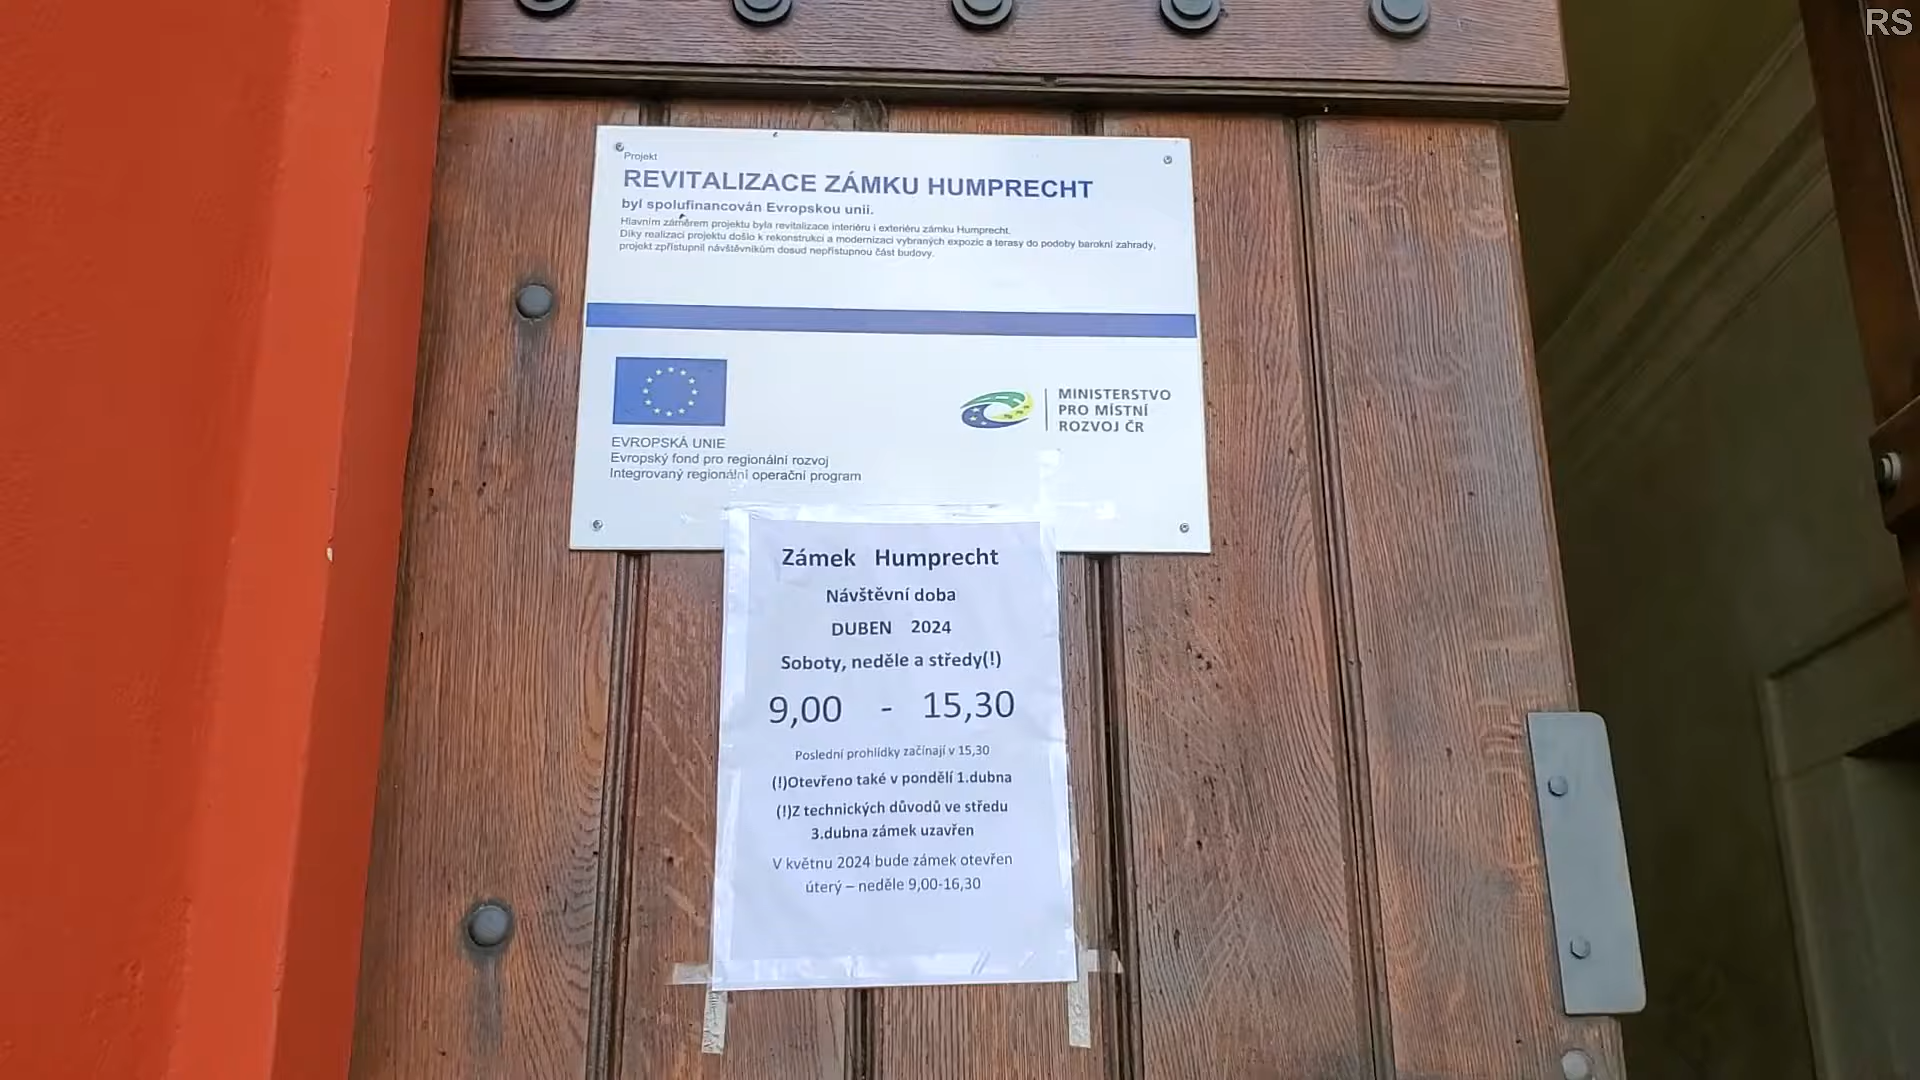 RS
Projekt
REVITALIZACE ZÁMKU HUMPRECHT
byl spolufinancován Evropskou unií.
Hlavním záměrem projektu byla revitalizace interiérů i exteriérů zámku Humprecht.
Díky realizaci projektu došlo k rekonstrukci a modernizaci vybraných expozic a terasy do podoby barokní zahrady,
projekt zpřístupnil návštěvníkům dosud nepřístupnou část budovy.
EVROPSKÁ UNIE
Evropský fond pro regionální rozvoj
Integrovaný regionální operační program
MINISTERSTVO
PRO MÍSTNÍ
ROZVOJ ČR
Zámek Humprecht
Návštěvní doba
DUBEN 2024
Soboty, neděle a středy(!)
9,00 - 15,30
Poslední prohlídky začínají v 15,30
(!)Otevřeno také v pondělí 1.dubna
(!)Z technických důvodů ve středu
3.dubna zámek uzavřen
V květnu 2024 bude zámek otevřen
úterý – neděle 9,00-16,30